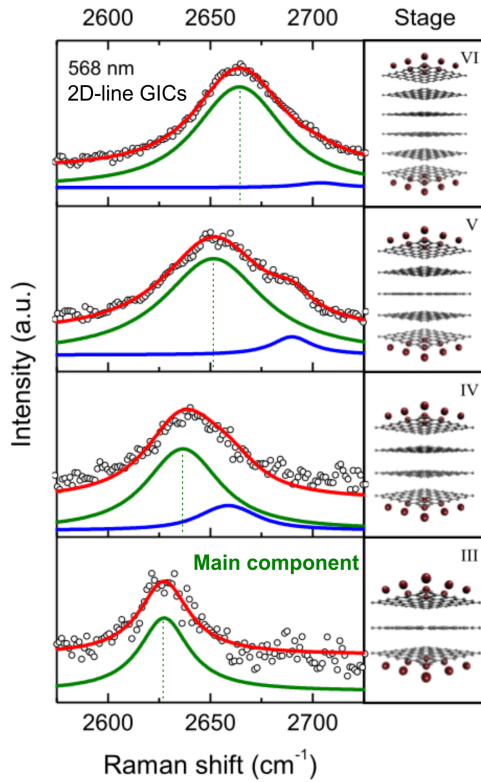 2600 2650 2700 Stage
568 nm
2D-line GICs
VI
V
IV
Main component
III
Intensity (a.u.)
2600 2650 2700
Raman shift (cm⁻¹)